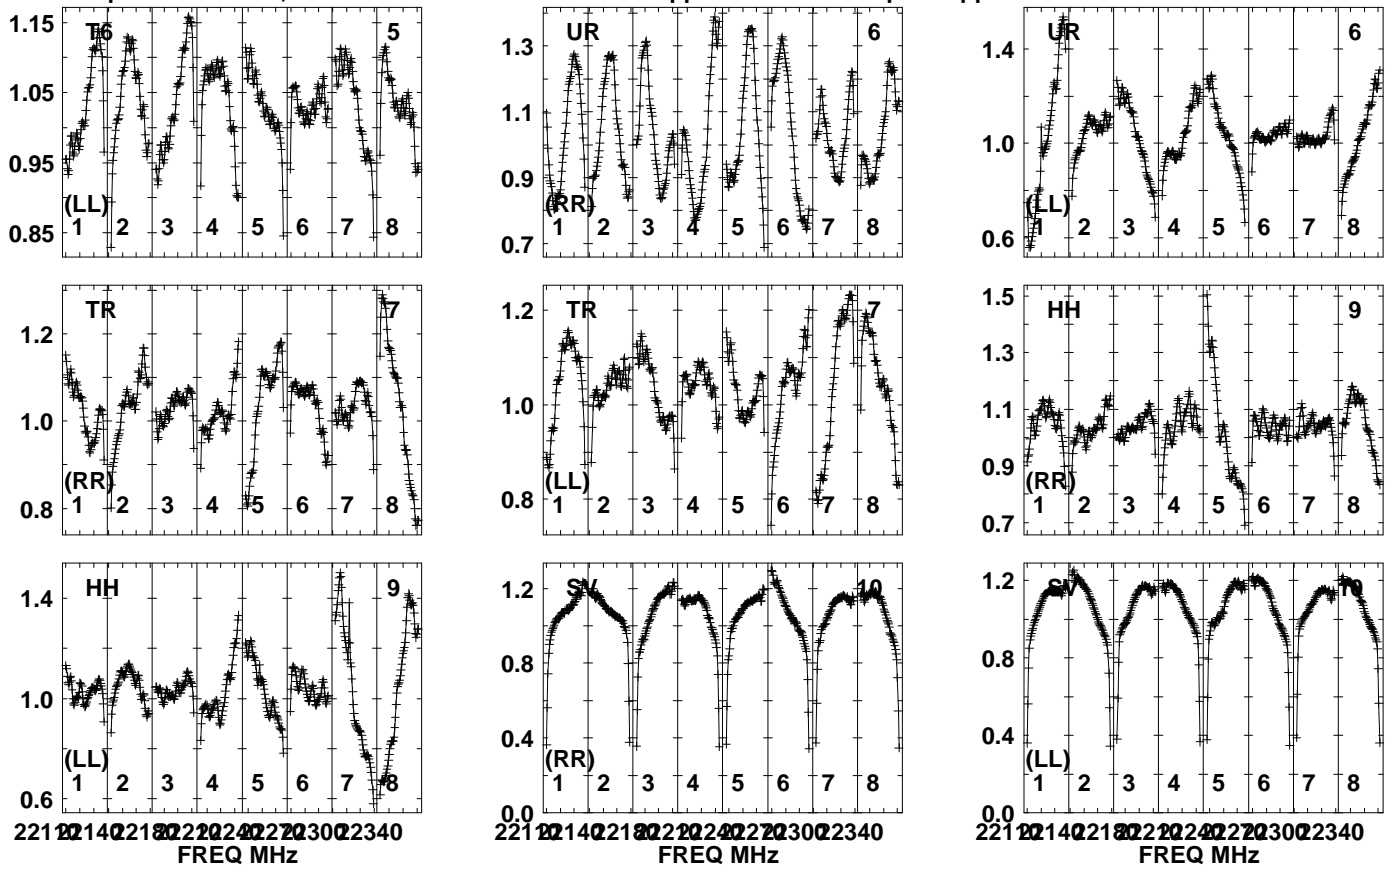 1.15 T6 5
1.05
0.95
0.85
(LL)
1 2 3 4 5 6 7 8
UR 6
1.3
1.1
0.9
0.7
(RR)
1 2 3 4 5 6 7 8
UR 6
1.4
1.0
0.6
(LL)
1 2 3 4 5 6 7 8
TR 7
1.2
1.0
0.8
(RR)
1 2 3 4 5 6 7 8
1.2 TR 7
1.0
0.8
(LL)
1 2 3 4 5 6 7 8
1.5 HH 9
1.3
1.1
0.9
0.7
(RR)
1 2 3 4 5 6 7 8
HH 9
1.4
1.0
0.6
(LL)
1 2 3 4 5 6 7 8
1.2 SV 10
0.8
0.4
0.0
(RR)
1 2 3 4 5 6 7 8
1.2 SV 10
0.8
0.4
0.0
(LL)
1 2 3 4 5 6 7 8
FREQ MHz
FREQ MHz